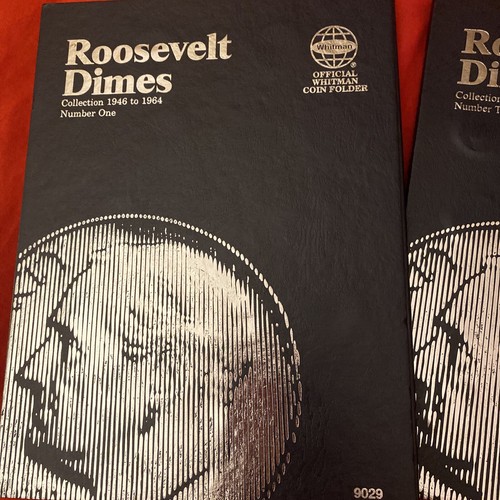 Roosevelt
Dimes
Collection 1946 to 1964
Number One
Whitman
®
OFFICIAL
WHITMAN
COIN FOLDER
9029
Ro
Di
Collection
Number T